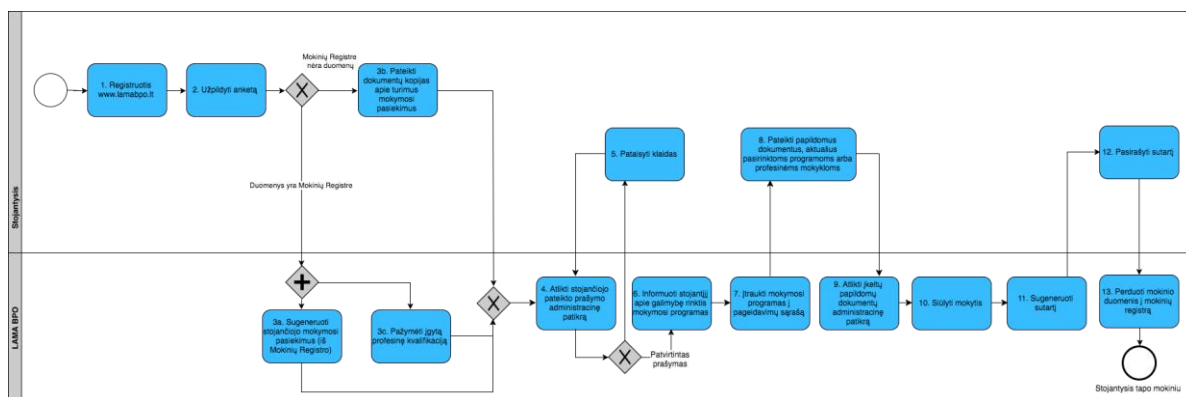 Stojantysis
LAMA BPO
1. Registruotis
www.lamabpo.lt
2. Užpildyti anketą
Mokinių Registre
nėra duomenų
3b. Pateikti
dokumentų kopijas
apie turimus
mokymosi
pasiekimus
Duomenys yra Mokinių Registre
3a. Sugeneruoti
stojančiojo mokymosi
pasiekimus (iš
Mokinių Registro)
3c. Pažymėti įgytą
profesinę kvalifikaciją
4. Atlikti stojančiojo
pateikto prašymo
administracinę
patikrą
5. Pataisyti klaidas
Patvirtintas
prašymas
6. Informuoti stojantįjį
apie galimybę rinktis
mokymosi programas
7. Įtraukti mokymosi
programas į
pageidavimų sąrašą
8. Pateikti papildomus
dokumentus, aktualius
pasirinktoms programoms arba
profesinėms mokykloms
9. Atlikti įkeltų
papildomų
dokumentų
administracinę
patikrą
10. Siūlyti mokytis
11. Sugeneruoti
sutartį
12. Pasirašyti sutartį
13. Perduoti mokinio
duomenis į mokinių
registrą
Stojantysis tapo mokiniu